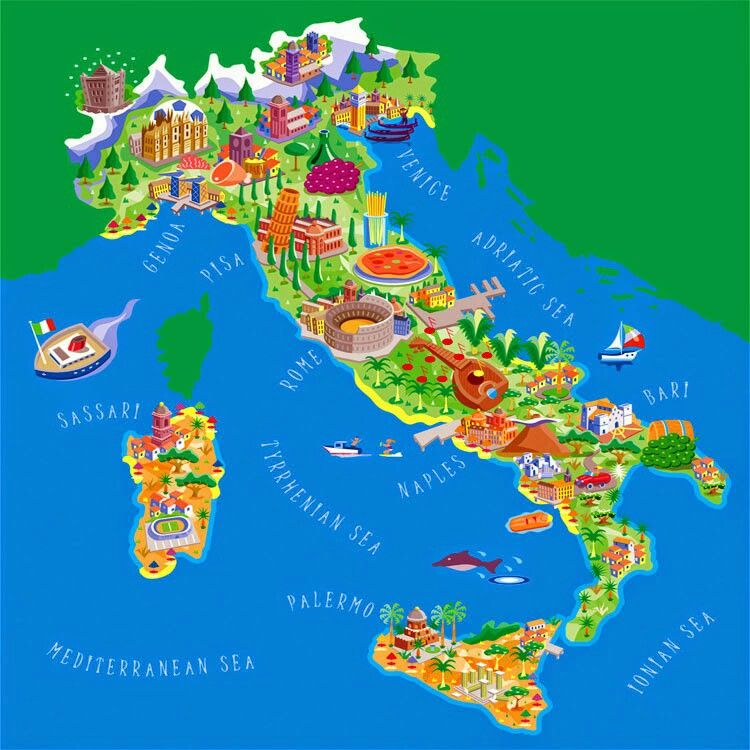 VENICE
ADRIATIC SEA
GENOA
PISA
ROME
BARI
SASSARI
TYRRHENIAN SEA
NAPLES
PALERMO
MEDITERRANEAN SEA
IONIAN SEA